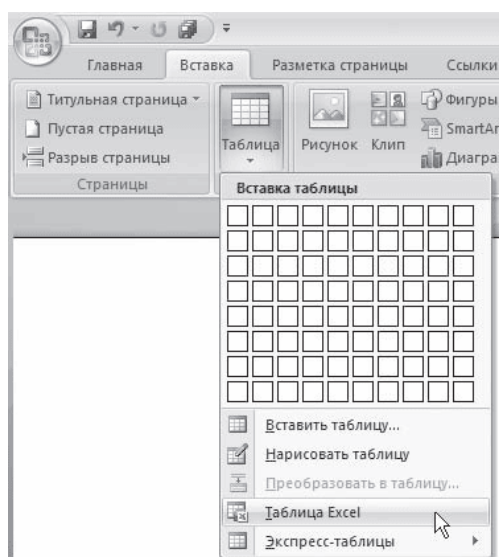 Главная Вставка Разметка страницы Ссылки
Титульная страница
Пустая страница
Разрыв страницы
Страницы
Таблица
Рисунок Клип
Фигуры
SmartAr
Диагра
Вставка таблицы
Вставить таблицу...
Нарисовать таблицу
Преобразовать в таблицу...
Таблица Excel
Экспресс-таблицы